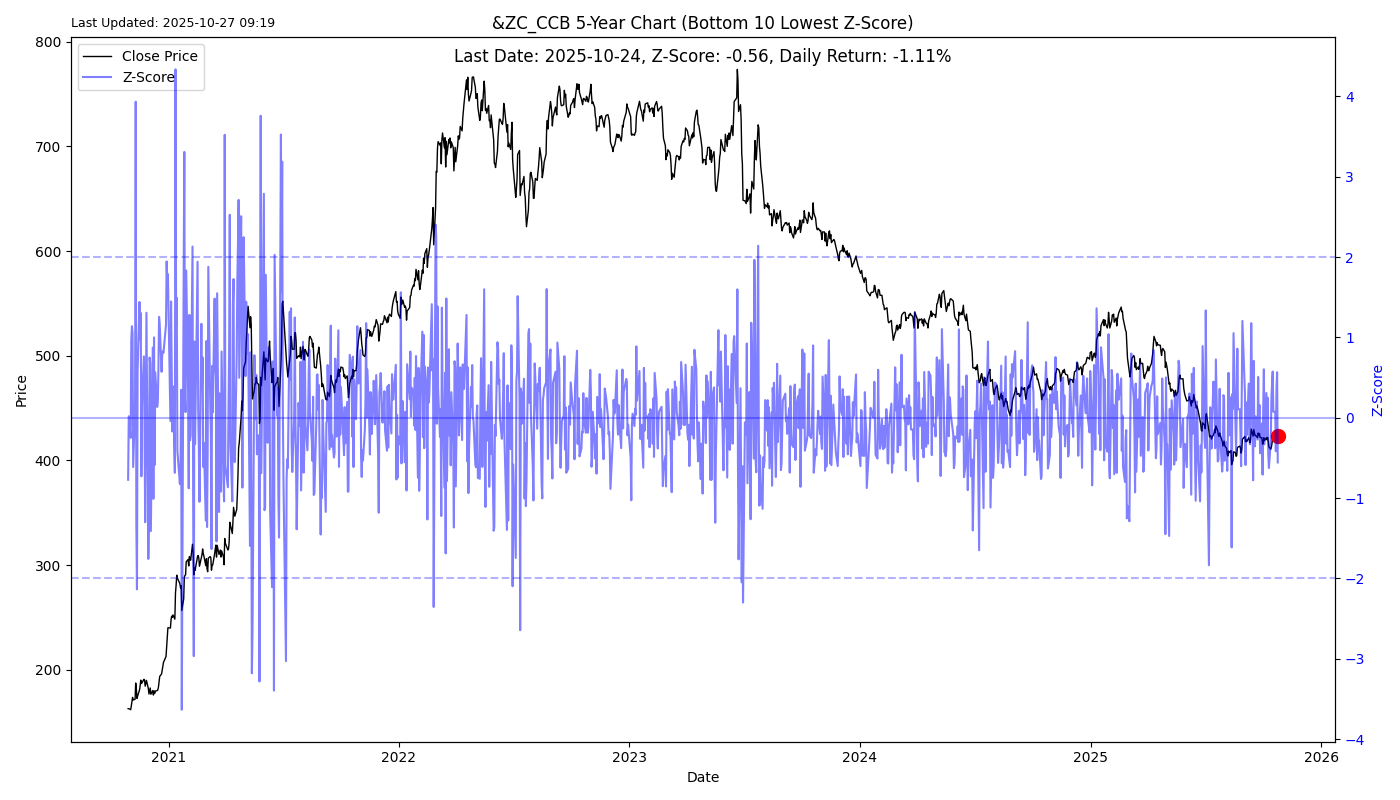 Last Updated: 2025-10-27 09:19
&ZC_CCB 5-Year Chart (Bottom 10 Lowest Z-Score)
Last Date: 2025-10-24, Z-Score: -0.56, Daily Return: -1.11%
Close Price
Z-Score
800
700
600
500
400
300
200
Price
4
3
2
1
0
−1
−2
−3
−4
Z-Score
2021
2022
2023
2024
2025
2026
Date